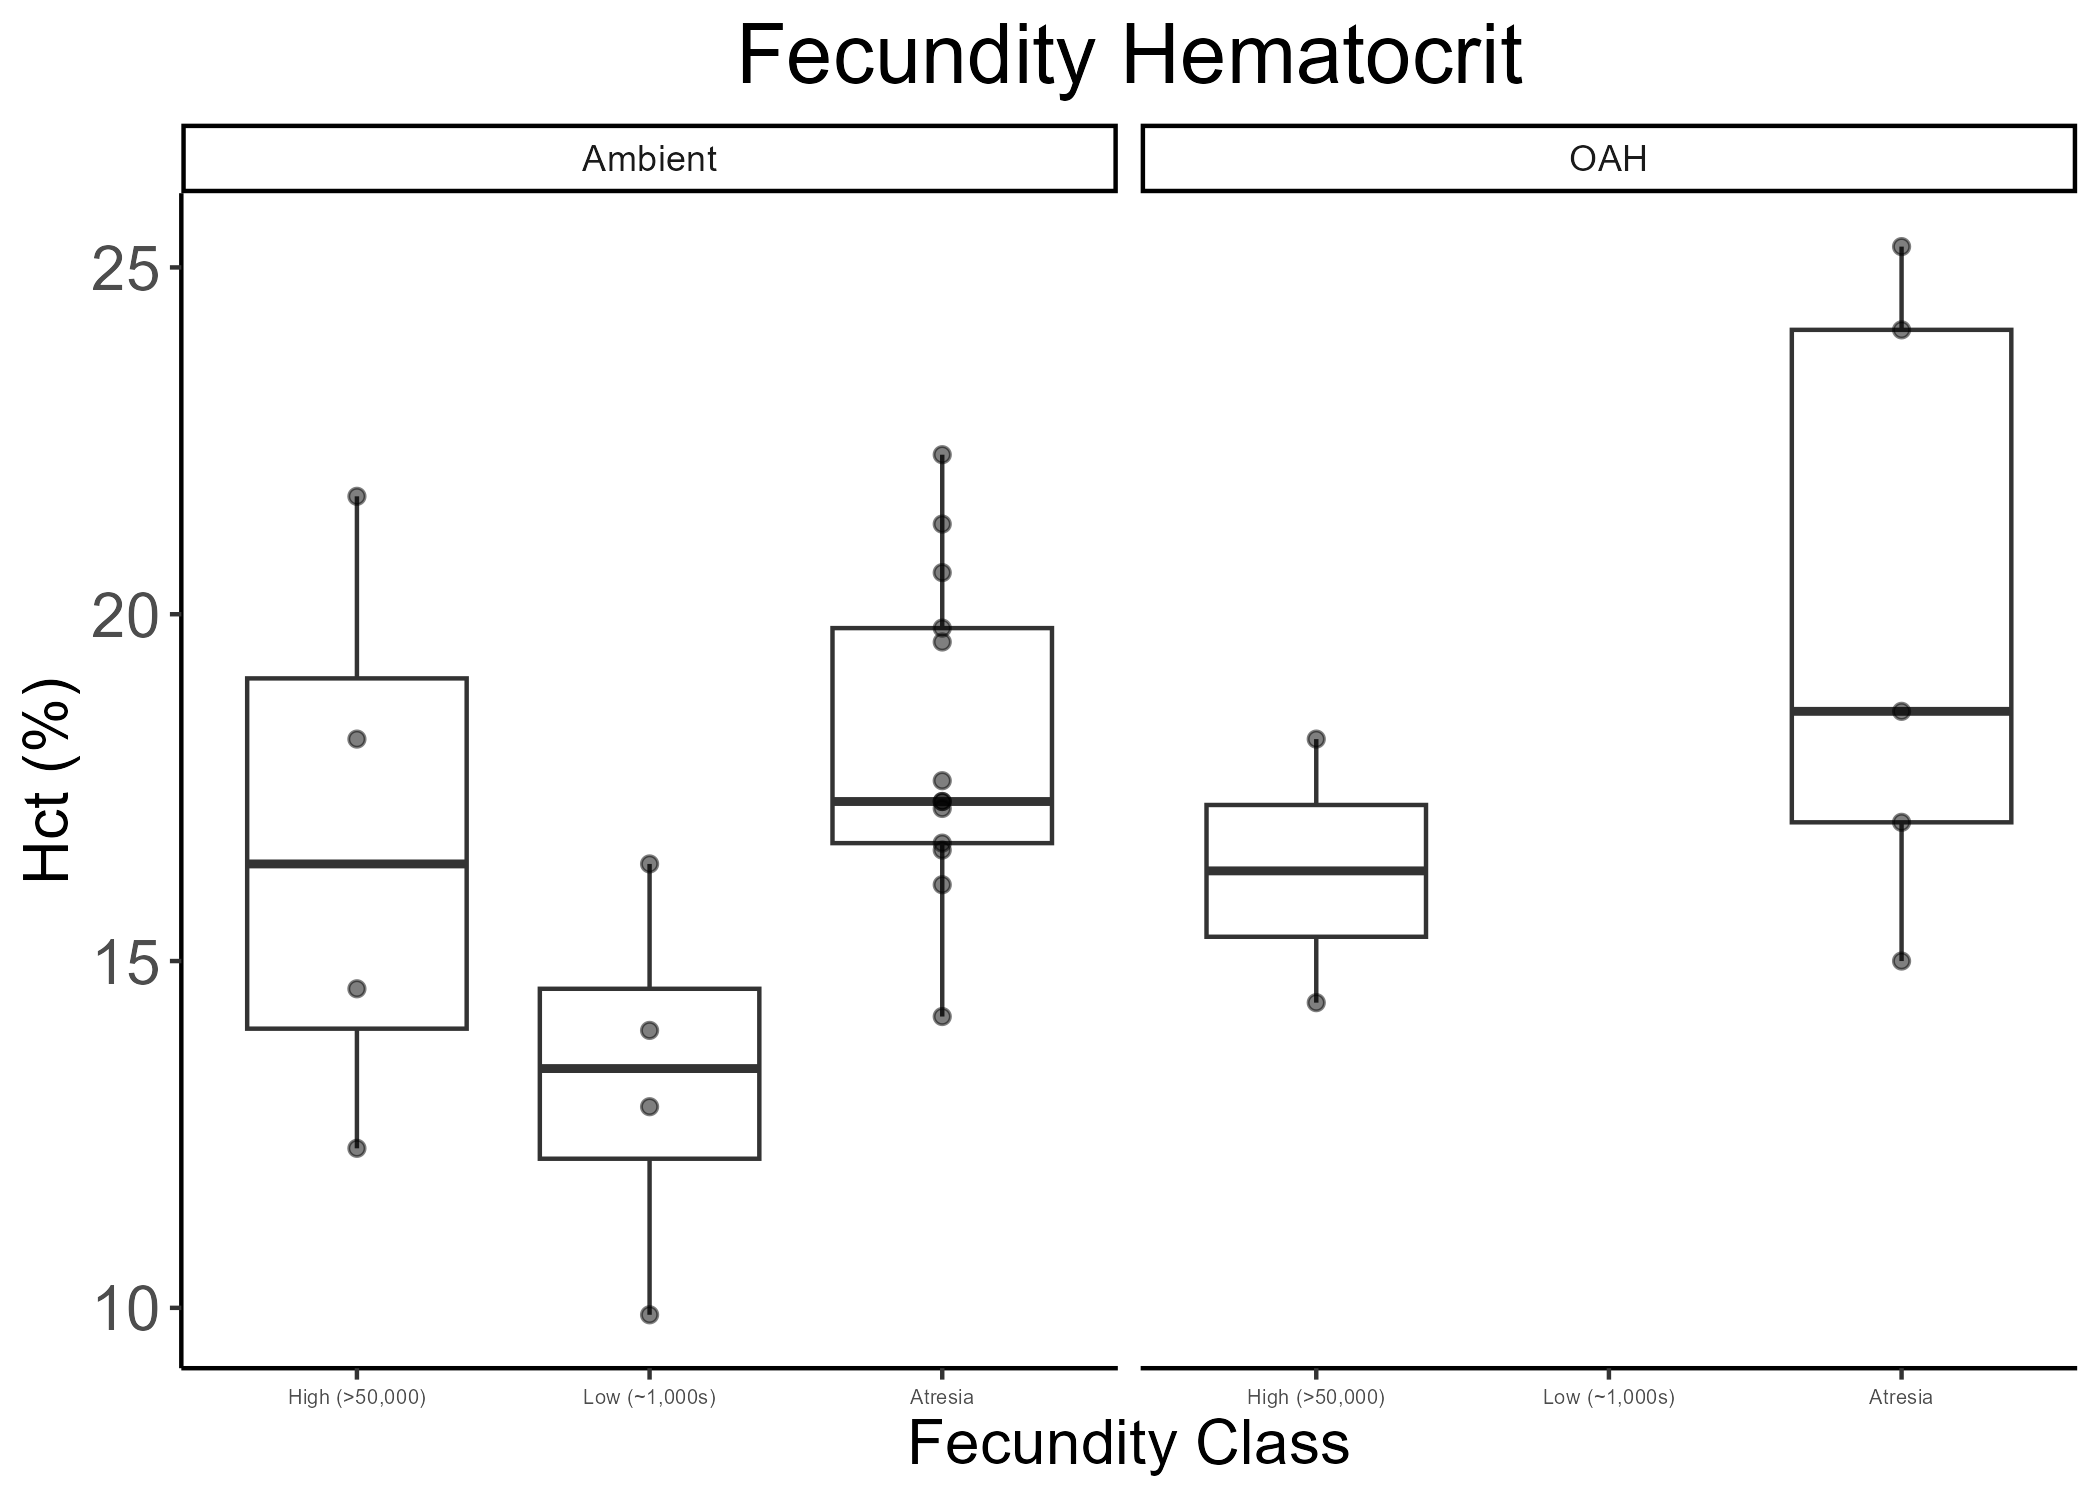 Fecundity Hematocrit
Ambient
OAH
25
20
15
10
Hct (%)
High (>50,000)
Low (~1,000s)
Atresia
High (>50,000)
Low (~1,000s)
Atresia
Fecundity Class